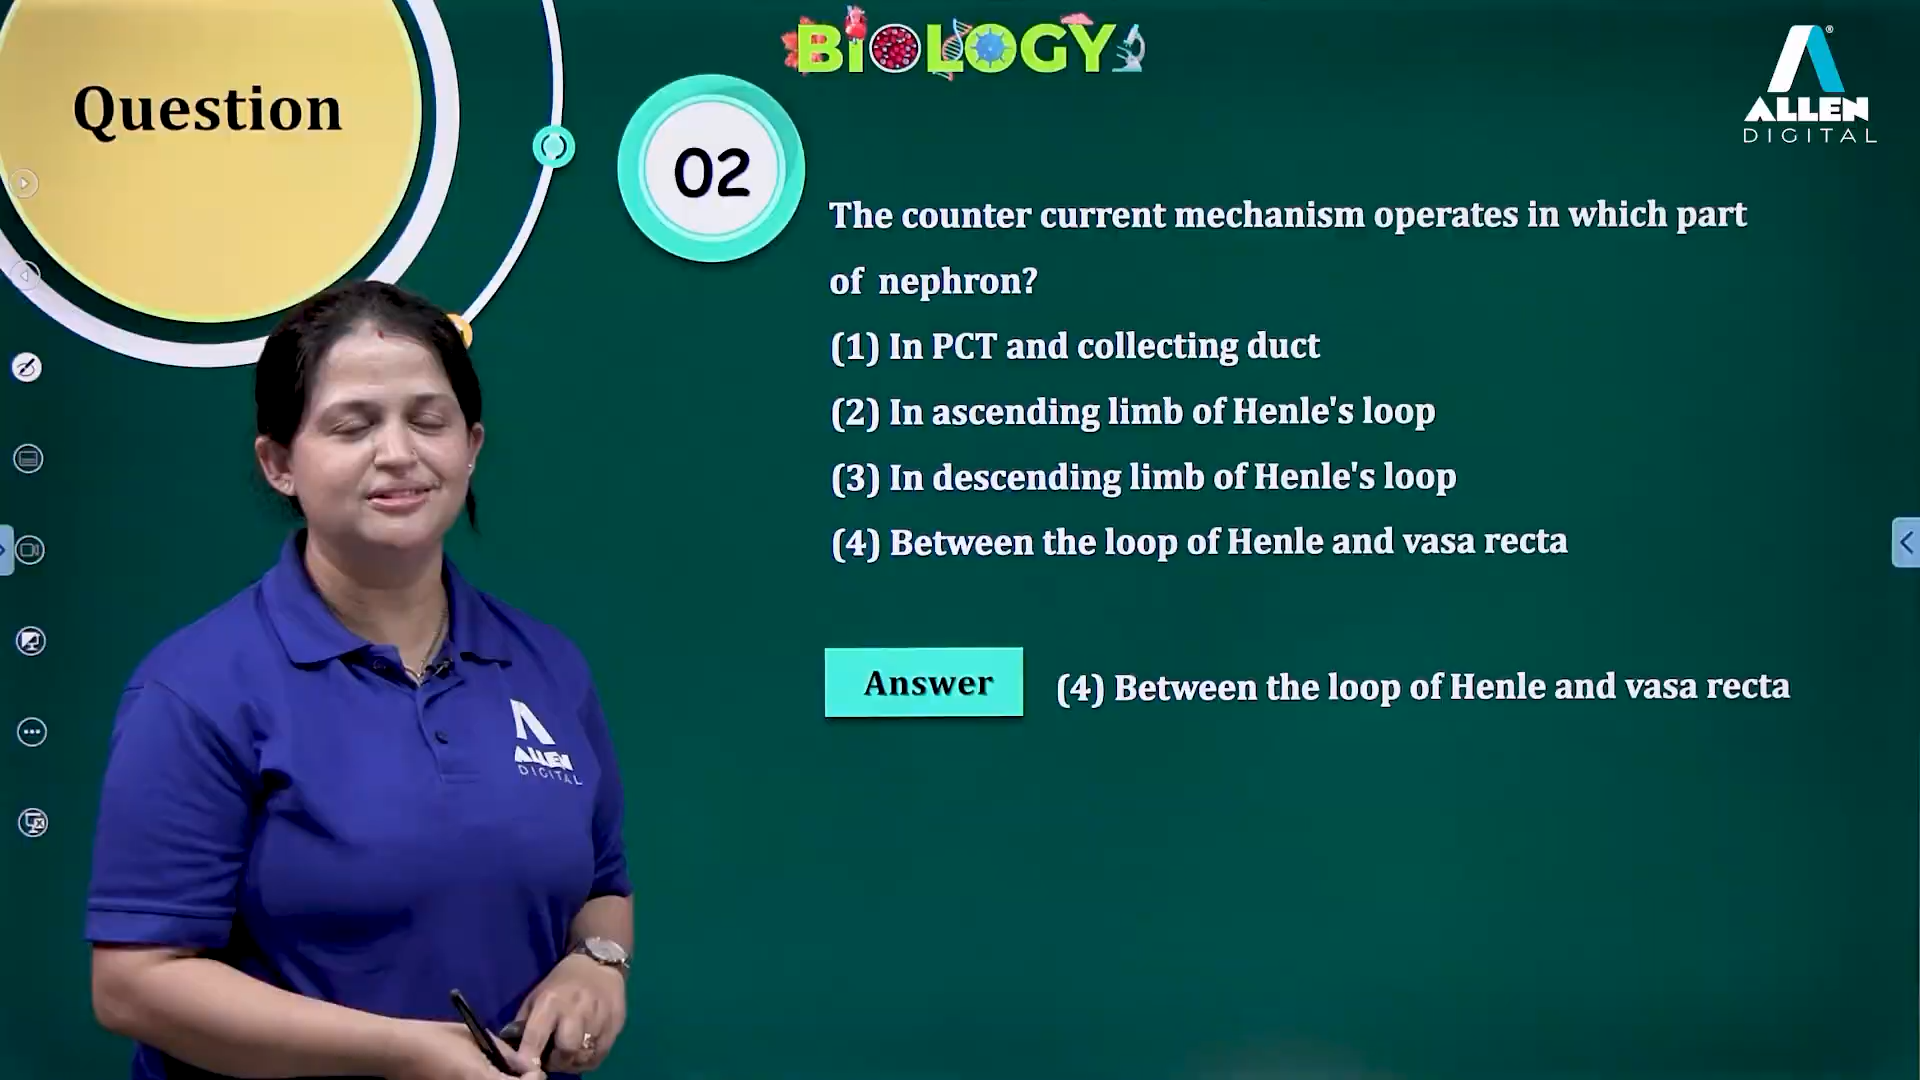 BIOLOGY
ALLEN
DIGITAL
Question
02
The counter current mechanism operates in which part
of nephron?
(1) In PCT and collecting duct
(2) In ascending limb of Henle's loop
(3) In descending limb of Henle's loop
(4) Between the loop of Henle and vasa recta
Answer
(4) Between the loop of Henle and vasa recta
ALLEN
DIGITAL